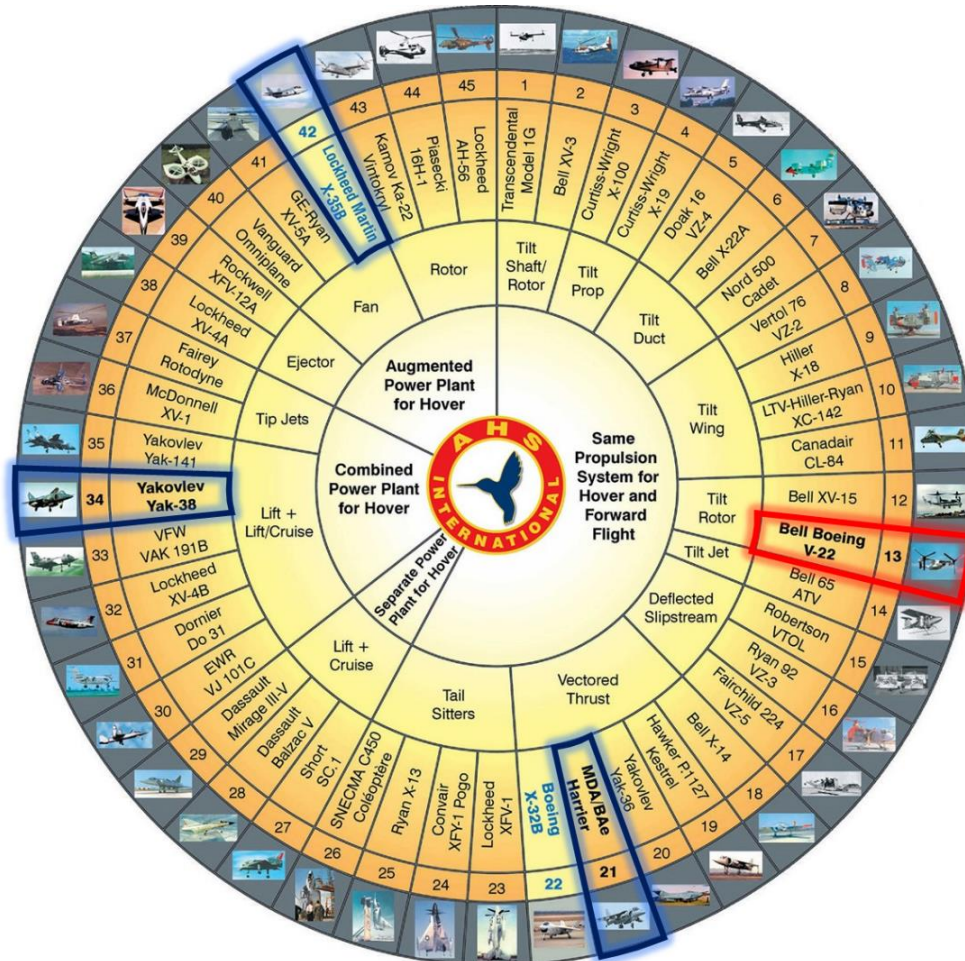 AHS
INTERNATIONAL
Same
Propulsion
System for
Hover and
Forward
Flight
Separate Power
Plant for Hover
Combined
Power Plant
for Hover
Augmented
Power Plant
for Hover
Tilt
Shaft/
Rotor
Tilt
Prop
Tilt
Duct
Tilt
Wing
Tilt
Rotor
Tilt Jet
Deflected
Slipstream
Vectored
Thrust
Tail
Sitters
Lift +
Cruise
Lift +
Lift/Cruise
Tip Jets
Ejector
Fan
Rotor
1
Transcendental
Model 1G
2
Bell XV-3
3
Curtiss-Wright
X-100
4
Curtiss-Wright
X-19
5
Doak 16
VZ-4
6
Bell X-22A
7
Nord 500
Cadet
8
Vertol 76
VZ-2
9
Hiller
X-18
10
LTV-Hiller-Ryan
XC-142
11
Canadair
CL-84
12
Bell XV-15
13
Bell Boeing
V-22
14
Bell 65
ATV
15
Robertson
VTOL
16
Ryan 92
VZ-3
17
Fairchild 224
VZ-5
18
Bell X-14
19
Hawker P.1127
Kestrel
20
Yakovlev
Yak-36
21
MDA/BAe
Harrier
22
Boeing
X-32B
23
Lockheed
XFV-1
24
Convair
XFY-1 Pogo
25
Ryan X-13
26
SNECMA C450
Coléoptère
27
Short
SC.1
28
Dassault
Balzac V
29
Dassault
Mirage III-V
30
EWR
VJ 101C
31
Dornier
Do 31
32
Lockheed
XV-4B
33
VFW
VAK 191B
34
Yakovlev
Yak-38
35
Yakovlev
Yak-141
36
McDonnell
XV-1
37
Fairey
Rotodyne
38
Lockheed
XV-4A
39
Rockwell
XFV-12A
40
Vanguard
Omniplane
41
GE-Ryan
XV-5A
42
Lockheed Martin
X-35B
43
Kamov Ka-22
Vintokryl
44
Piasecki
16H-1
45
Lockheed
AH-56